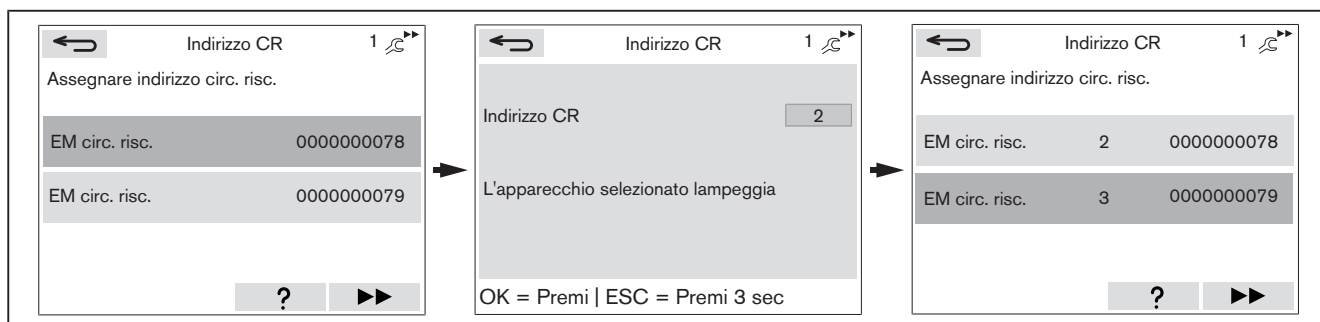 Indirizzo CR 1
Assegnare indirizzo circ. risc.
EM circ. risc. 0000000078
EM circ. risc. 0000000079
?
Indirizzo CR 1
Indirizzo CR 2
L'apparecchio selezionato lampeggia
OK = Premi | ESC = Premi 3 sec
Indirizzo CR 1
Assegnare indirizzo circ. risc.
EM circ. risc. 2 0000000078
EM circ. risc. 3 0000000079
?